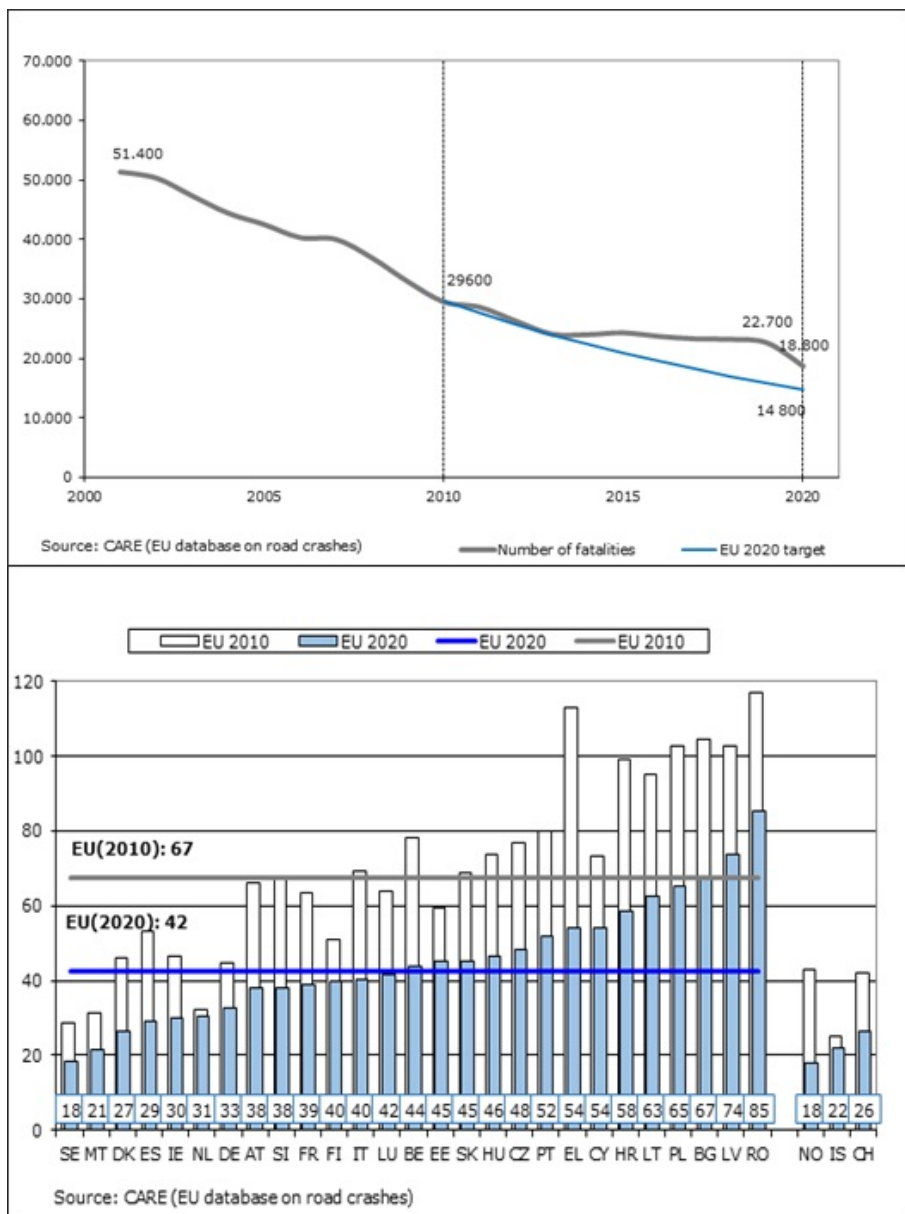 70.000
60.000
51.400
50.000
40.000
29600
30.000
22.700
18.800
20.000
14 800
10.000
0
2000 2005 2010 2015 2020
Source: CARE (EU database on road crashes) Number of fatalities EU 2020 target
EU 2010 EU 2020 EU 2020 EU 2010
120
100
80
EU(2010): 67
60
EU(2020): 42
40
20
18 21 27 29 30 31 33 38 38 39 40 40 42 44 45 45 46 48 52 54 54 58 63 65 67 74 85 18 22 26
0
SE MT DK ES IE NL DE AT SI FR FI IT LU BE EE SK HU CZ PT EL CY HR LT PL BG LV RO NO IS CH
Source: CARE (EU database on road crashes)